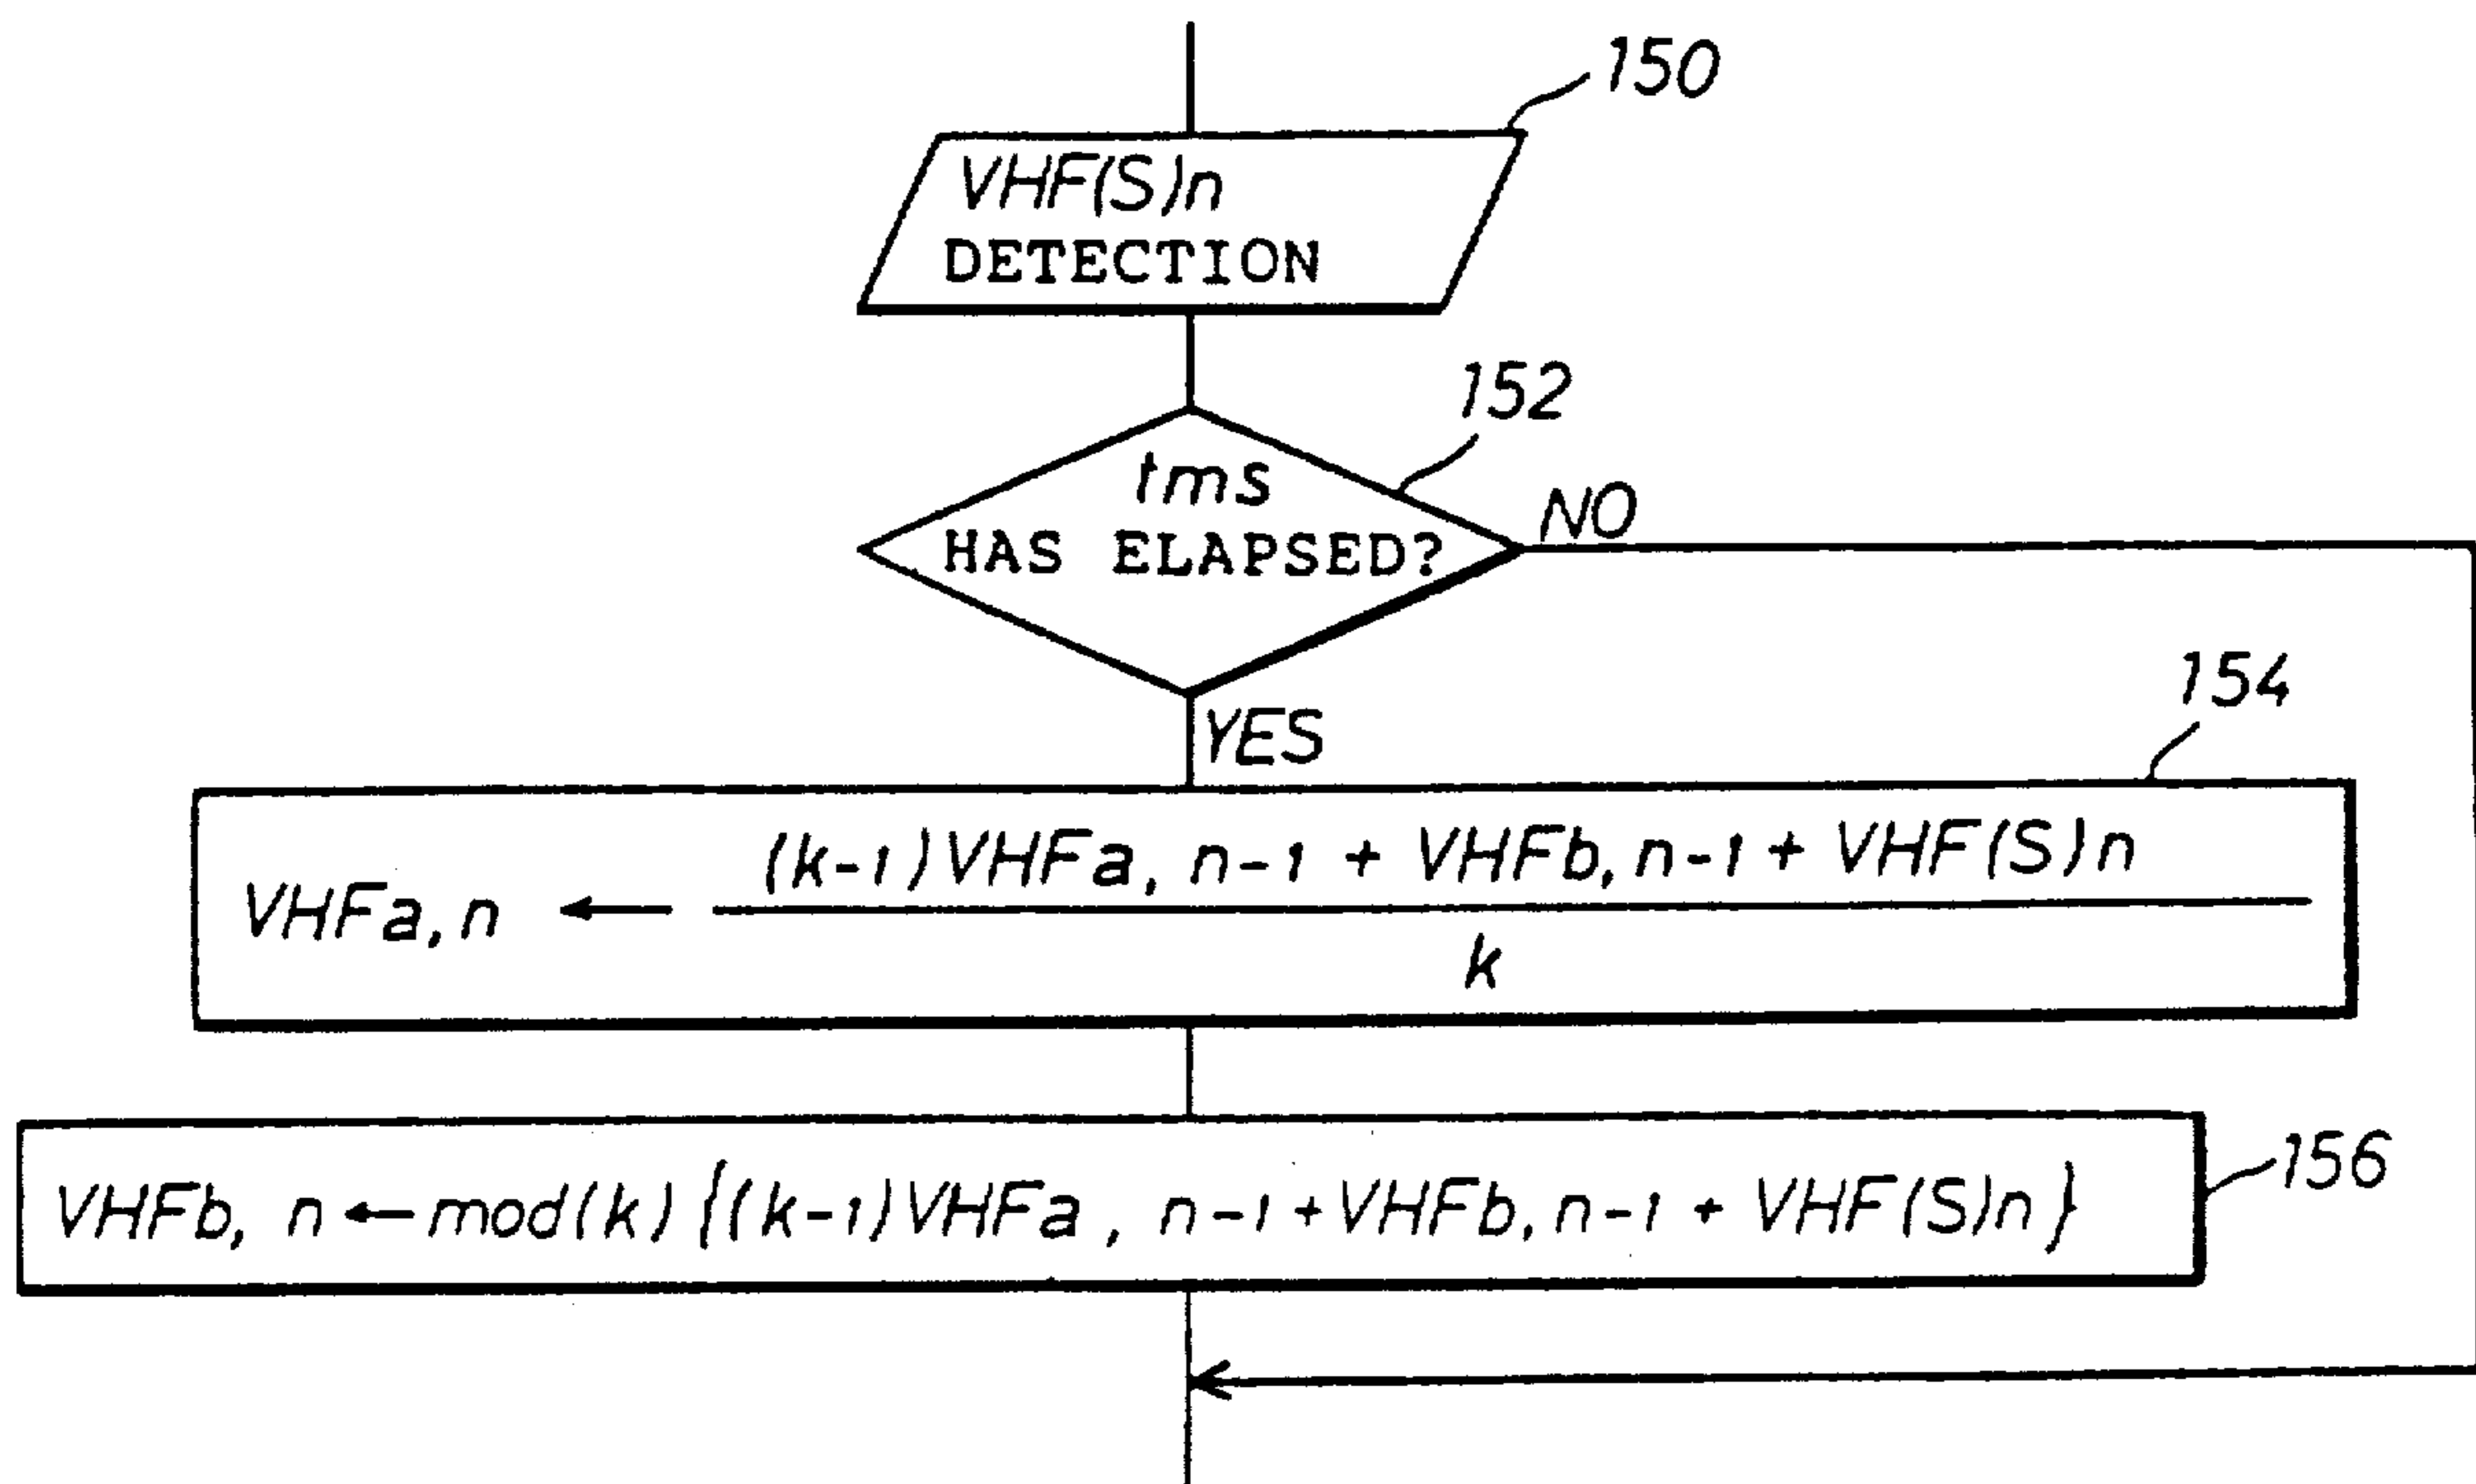 150
VHF(S)n
DETECTION
152
tms
HAS ELAPSED?
NO
YES
154
(k-1)VHFa, n-1 + VHFb, n-1 + VHF(S)n
VHFa, n ←
k
VHFb, n ← mod(k) {(k-1)VHFa, n-1 + VHFb, n-1 + VHF(S)n}
156